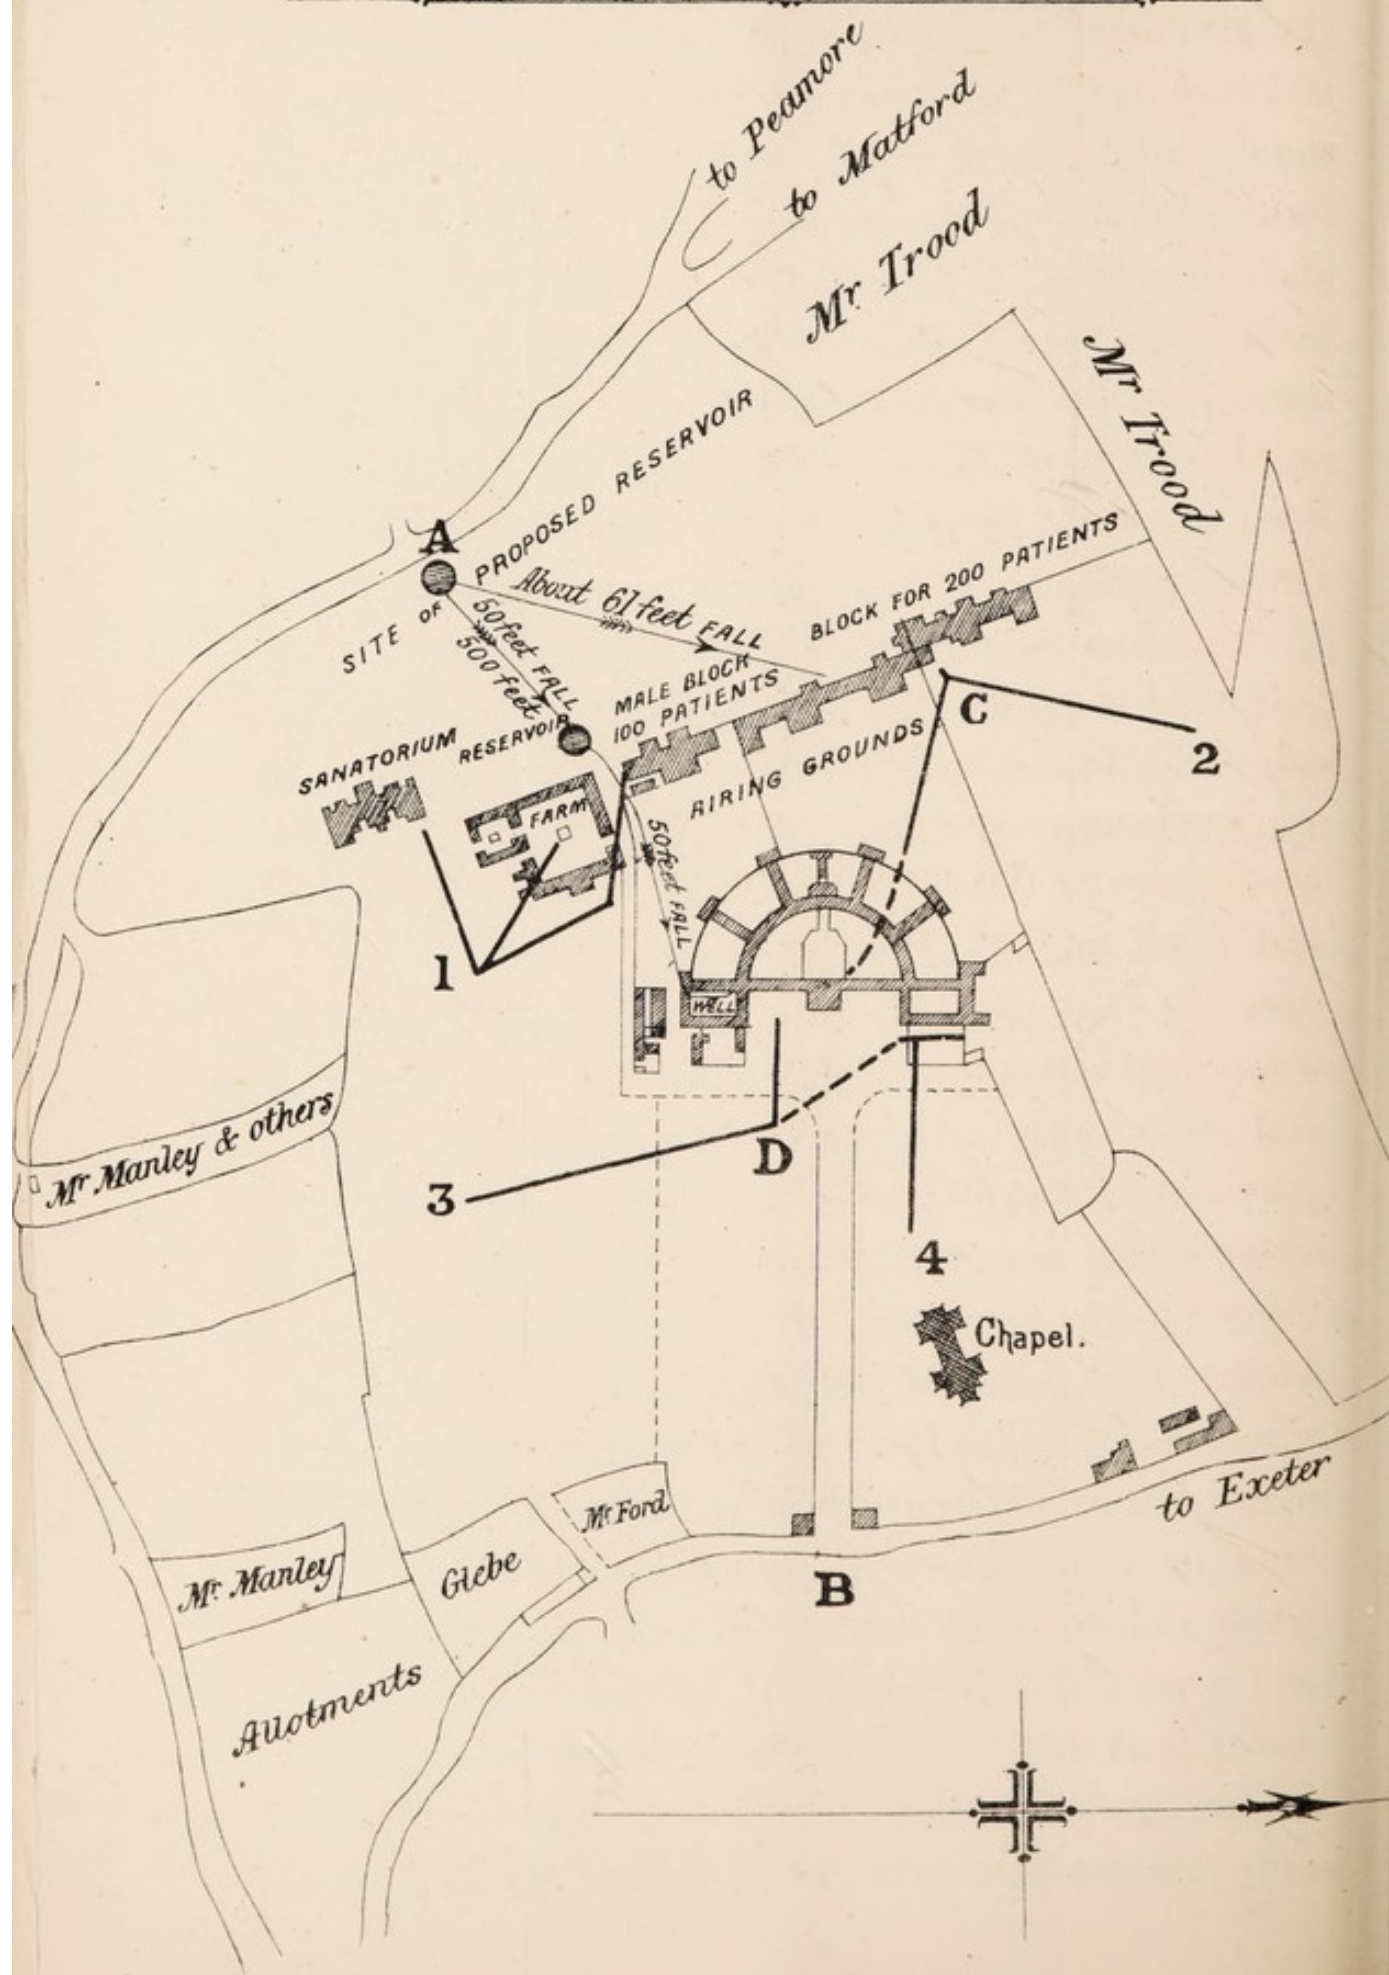 to Peamore
to Matford
Mr. Trood
Mr Trood
A
SITE OF PROPOSED RESERVOIR
About 61 feet FALL
50 feet FALL
500 feet
BLOCK FOR 200 PATIENTS
MALE BLOCK
100 PATIENTS
RESERVOIR
SANATORIUM
C
2
AIRING GROUNDS
FARM
50 feet FALL
1
WELL
Mr Manley & others
D
3
4
Chapel.
Mr. Ford
to Exeter
Glebe
Mr. Manley
B
Allotments